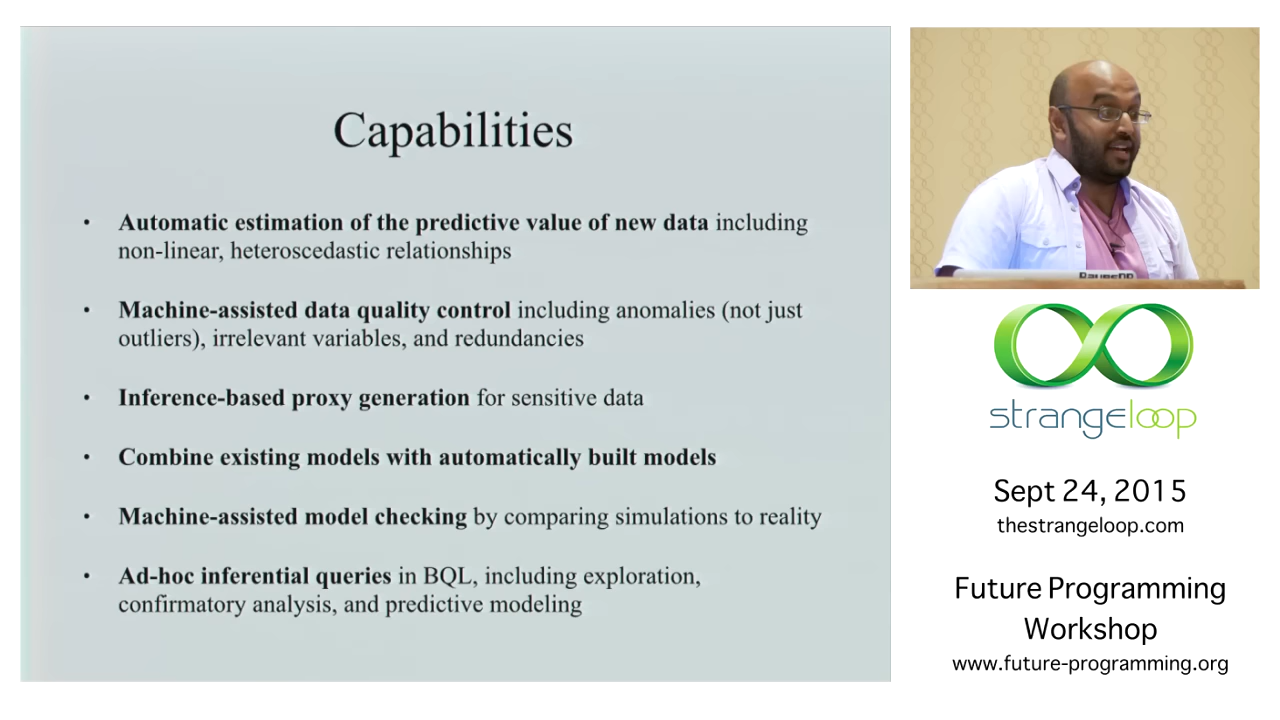 Capabilities
• Automatic estimation of the predictive value of new data including
non-linear, heteroscedastic relationships
• Machine-assisted data quality control including anomalies (not just
outliers), irrelevant variables, and redundancies
• Inference-based proxy generation for sensitive data
• Combine existing models with automatically built models
• Machine-assisted model checking by comparing simulations to reality
• Ad-hoc inferential queries in BQL, including exploration,
confirmatory analysis, and predictive modeling
strangeloop
Sept 24, 2015
thestrangeloop.com
Future Programming
Workshop
www.future-programming.org